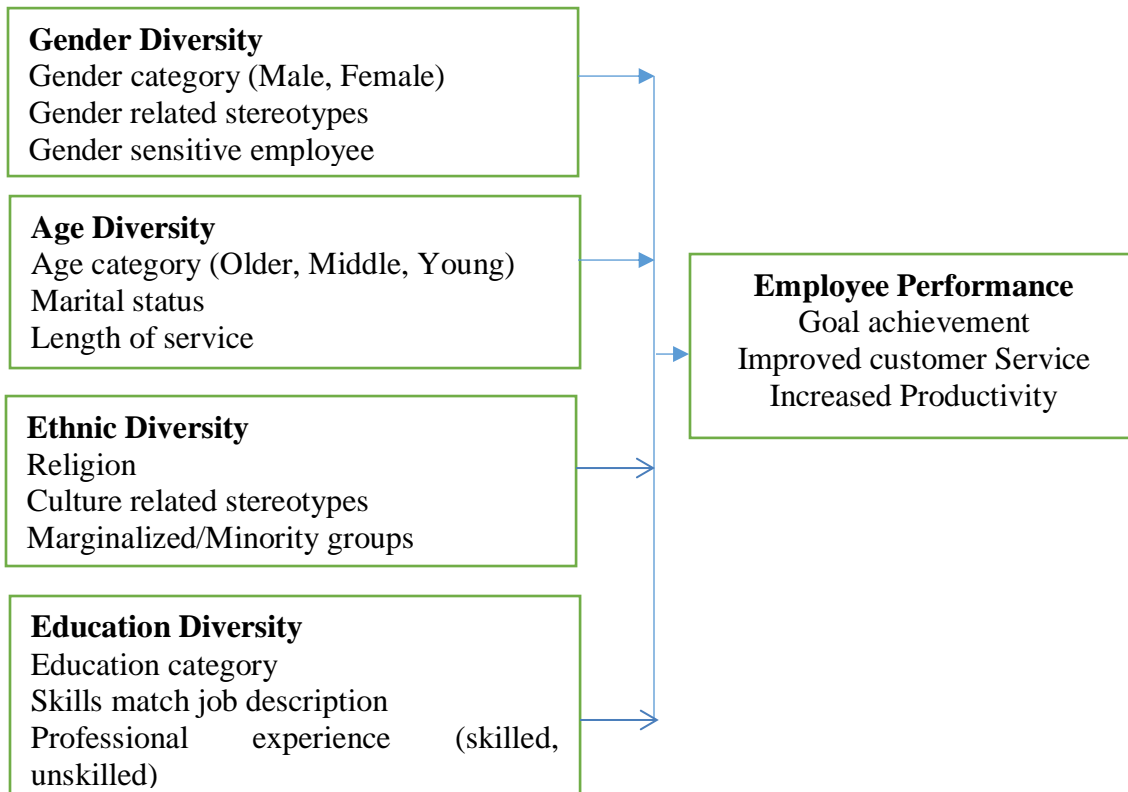 Gender Diversity
Gender category (Male, Female)
Gender related stereotypes
Gender sensitive employee
Age Diversity
Age category (Older, Middle, Young)
Marital status
Length of service
Ethnic Diversity
Religion
Culture related stereotypes
Marginalized/Minority groups
Education Diversity
Education category
Skills match job description
Professional experience (skilled,
unskilled)
Employee Performance
Goal achievement
Improved customer Service
Increased Productivity